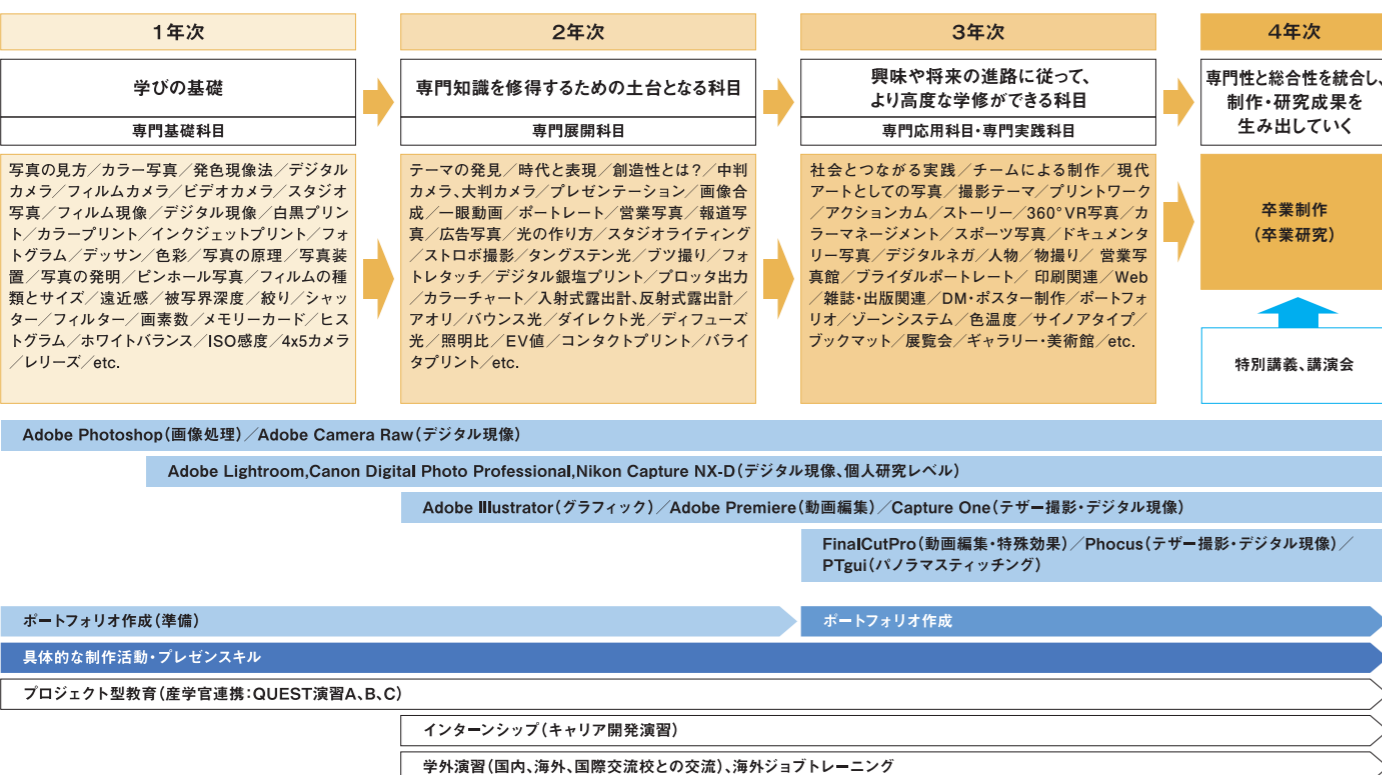 1年次
学びの基礎
専門基礎科目
写真の見方／カラー写真／発色現像法／デジタル
カメラ／フィルムカメラ／ビデオカメラ／スタジオ
写真／フィルム現像／デジタル現像／白黒プリン
ト／カラープリント／インクジェットプリント／フォ
トグラム／デッサン／色彩／写真の原理／写真装
置／写真の発明／ピンホール写真／フィルムの種
類とサイズ／遠近感／被写界深度／絞り／シャッ
ター／フィルター／画素数／メモリーカード／ヒス
トグラム／ホワイトバランス／ISO感度／4x5カメラ
／レリーズ／etc.
2年次
専門知識を修得するための土台となる科目
専門展開科目
テーマの発見／時代と表現／創造性とは?／中判
カメラ、大判カメラ／プレゼンテーション／画像合
成／一眼動画／ポートレート／営業写真／報道写
真／広告写真／光の作り方／スタジオライティング
／ストロボ撮影／タングステン光／ブツ撮り／フォ
トレタッチ／デジタル銀塩プリント／プロッタ出力
／カラーチャート／入射式露出計、反射式露出計／
アオリ／バウンス光／ダイレクト光／ディフューズ
光／照明比／EV値／コンタクトプリント／バライ
タプリント／etc.
3年次
興味や将来の進路に従って、
より高度な学修ができる科目
専門応用科目・専門実践科目
社会とつながる実践／チームによる制作／現代
アートとしての写真／撮影テーマ／プリントワーク
／アクションカム／ストーリー／360°VR写真／カ
ラーマネージメント／スポーツ写真／ドキュメンタ
リー写真／デジタルネガ／人物／物撮り／ 営業写
真館／ブライダルポートレート／ 印刷関連／Web
／雑誌・出版関連／DM・ポスター制作／ポートフォ
リオ／ゾーンシステム／色温度／サイノアタイプ／
ブックマット／展覧会／ギャラリー・美術館／etc.
4年次
専門性と総合性を統合し、
制作・研究成果を
生み出していく
卒業制作
(卒業研究)
特別講義、講演会
Adobe Photoshop(画像処理)／Adobe Camera Raw(デジタル現像)
Adobe Lightroom,Canon Digital Photo Professional,Nikon Capture NX-D(デジタル現像、個人研究レベル)
Adobe Illustrator(グラフィック)／Adobe Premiere(動画編集)／Capture One(テザー撮影・デジタル現像)
FinalCutPro(動画編集・特殊効果)／Phocus(テザー撮影・デジタル現像)／
PTgui(パノラマスティッチング)
ポートフォリオ作成(準備)
ポートフォリオ作成
具体的な制作活動・プレゼンスキル
プロジェクト型教育(産学官連携:QUEST演習A、B、C)
インターンシップ(キャリア開発演習)
学外演習(国内、海外、国際交流校との交流)、海外ジョブトレーニング